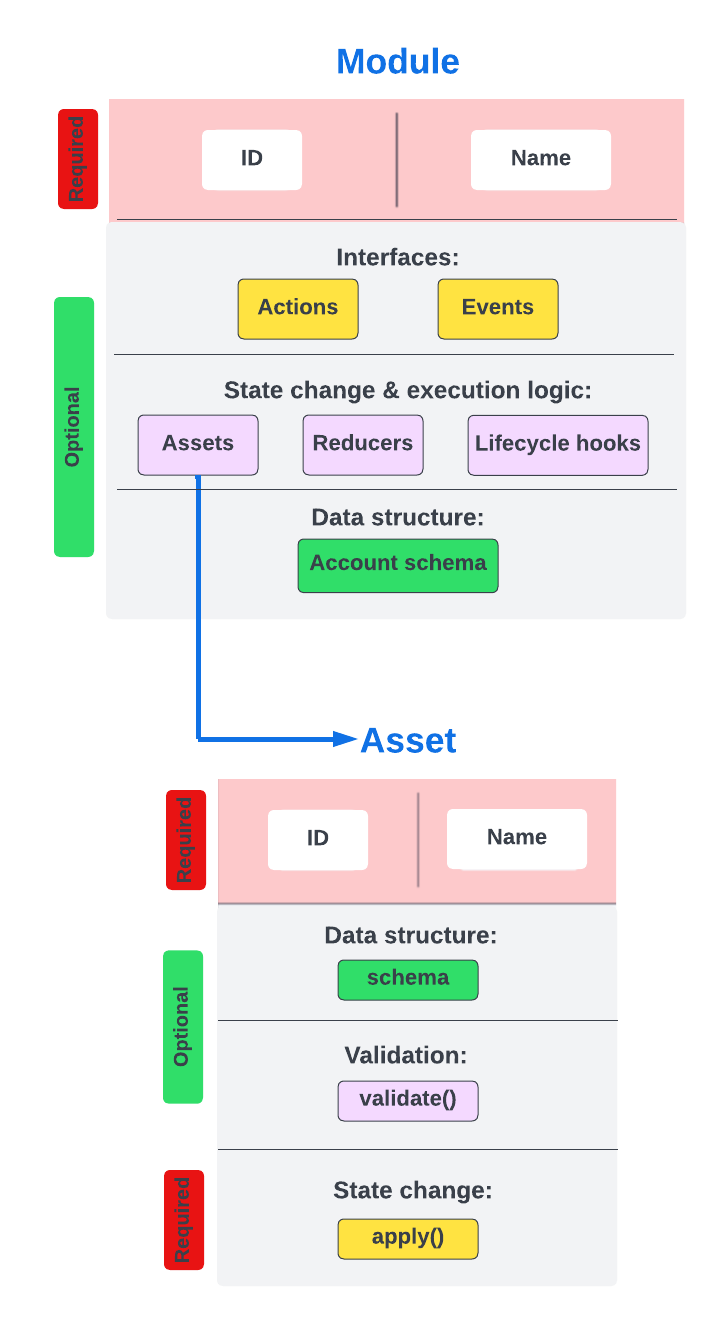 Module
Required
ID
Name
Optional
Interfaces:
Actions
Events
State change & execution logic:
Assets
Reducers
Lifecycle hooks
Data structure:
Account schema
Asset
Required
ID
Name
Optional
Data structure:
schema
Validation:
validate()
Required
State change:
apply()